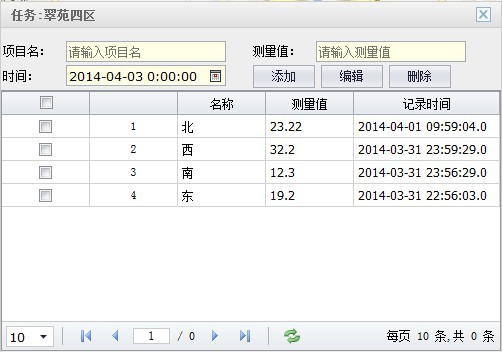 任务:翠苑四区
项目名: 请输入项目名 测量值: 请输入测量值
时间: 2014-04-03 0:00:00 添加 编辑 删除
名称 测量值 记录时间
1 北 23.22 2014-04-01 09:59:04.0
2 西 32.2 2014-03-31 23:59:29.0
3 南 12.3 2014-03-31 23:56:29.0
4 东 19.2 2014-03-31 22:56:03.0
10 1 / 0 每页 10 条,共 0 条